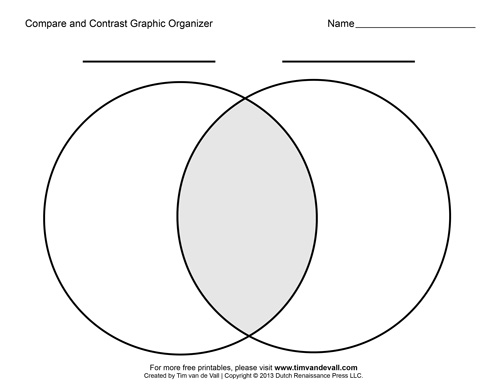 Compare and Contrast Graphic Organizer
Name
For more free printables, please visit www.timvandevall.com
Created by Tim van de Vall | Copyright © 2013 Dutch Renaissance Press LLC.